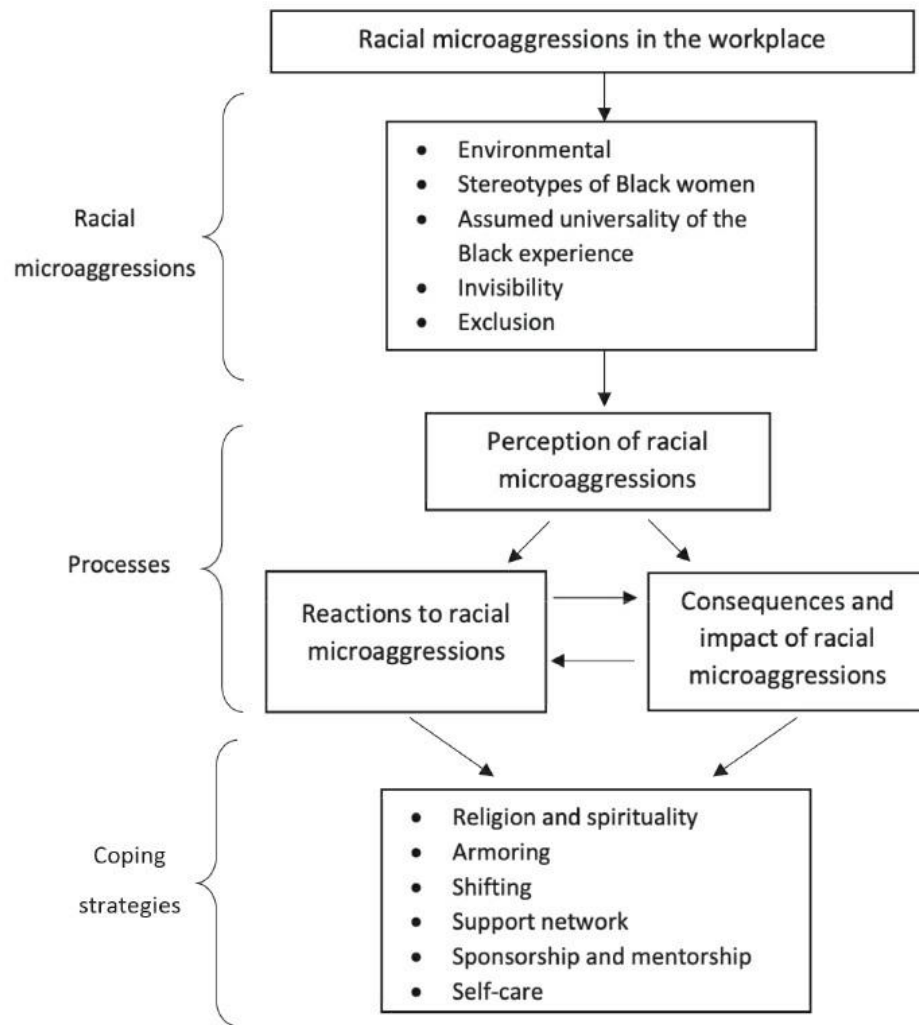 Racial microaggressions in the workplace
Racial
microaggressions
• Environmental
• Stereotypes of Black women
• Assumed universality of the
Black experience
• Invisibility
• Exclusion
Processes
Perception of racial
microaggressions
Reactions to racial
microaggressions
Consequences and
impact of racial
microaggressions
Coping
strategies
• Religion and spirituality
• Armoring
• Shifting
• Support network
• Sponsorship and mentorship
• Self-care